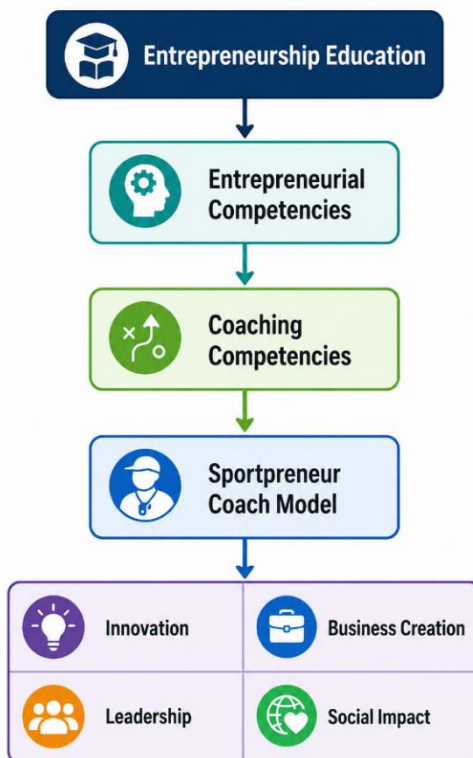 Entrepreneurship Education
Entrepreneurial
Competencies
Coaching
Competencies
Sportpreneur
Coach Model
Innovation
Business Creation
Leadership
Social Impact